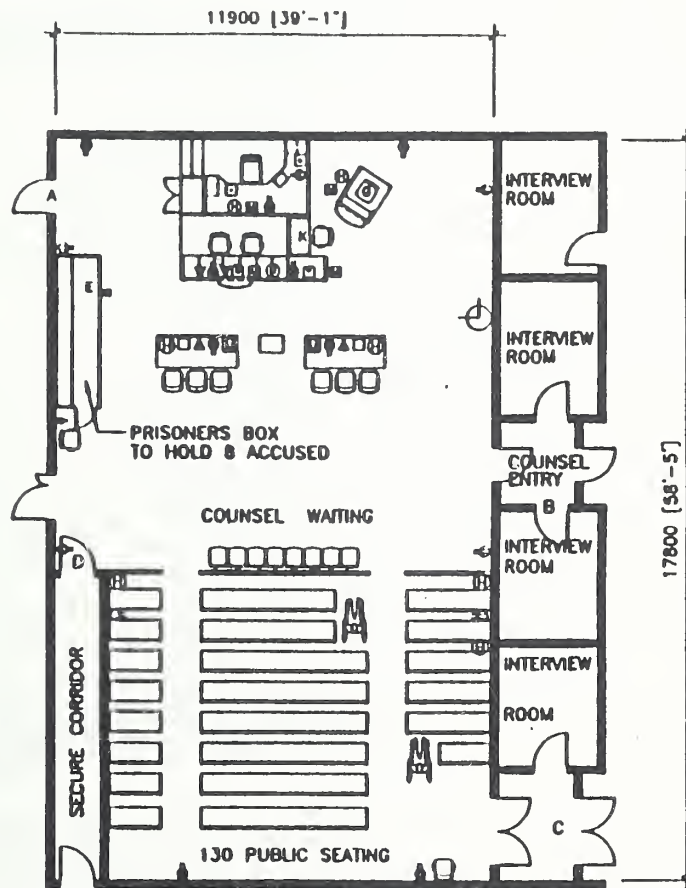 11900 [39'-1"]
INTERVIEW
ROOM
A
K
E
INTERVIEW
ROOM
PRISONERS BOX
TO HOLD 8 ACCUSED
COUNSEL
ENTRY
B
COUNSEL WAITING
INTERVIEW
ROOM
D
17800 [58'-5"]
INTERVIEW
ROOM
SECURE CORRIDOR
C
130 PUBLIC SEATING